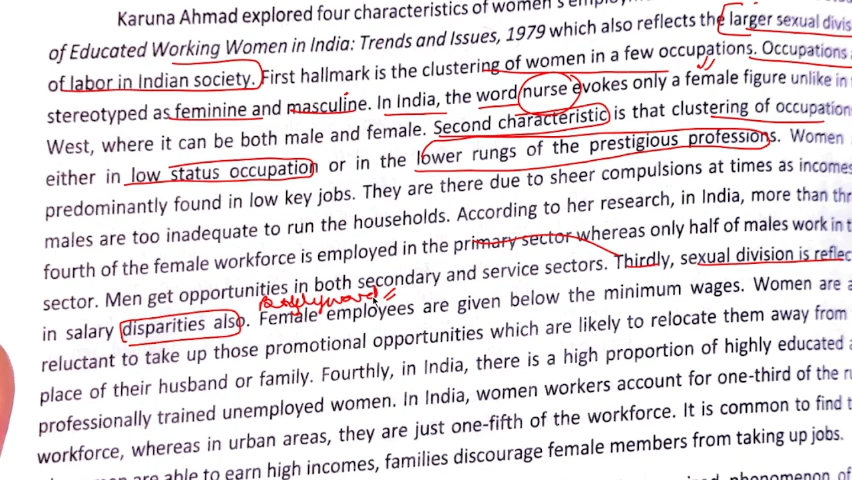 Karuna Ahmad explored four characteristics of women's
of Educated Working Women in India: Trends and Issues, 1979 which also reflects the larger sexual divis
of labor in Indian society. First hallmark is the clustering of women in a few occupations. Occupations
stereotyped as feminine and masculine. In India, the word nurse evokes only a female figure unlike in
West, where it can be both male and female. Second characteristic is that clustering of occupation
either in low status occupation or in the lower rungs of the prestigious professions. Women
predominantly found in low key jobs. They are there due to sheer compulsions at times as incomes
males are too inadequate to run the households. According to her research, in India, more than thr
fourth of the female workforce is employed in the primary sector whereas only half of males work in t
sector. Men get opportunities in both secondary and service sectors. Thirdly, sexual division is reflec
in salary disparities also. Female employees are given below the minimum wages. Women are a
reluctant to take up those promotional opportunities which are likely to relocate them away from
place of their husband or family. Fourthly, in India, there is a high proportion of highly educated a
professionally trained unemployed women. In India, women workers account for one-third of the ru
workforce, whereas in urban areas, they are just one-fifth of the workforce. It is common to find t
are able to earn high incomes, families discourage female members from taking up jobs.
phenomenon of